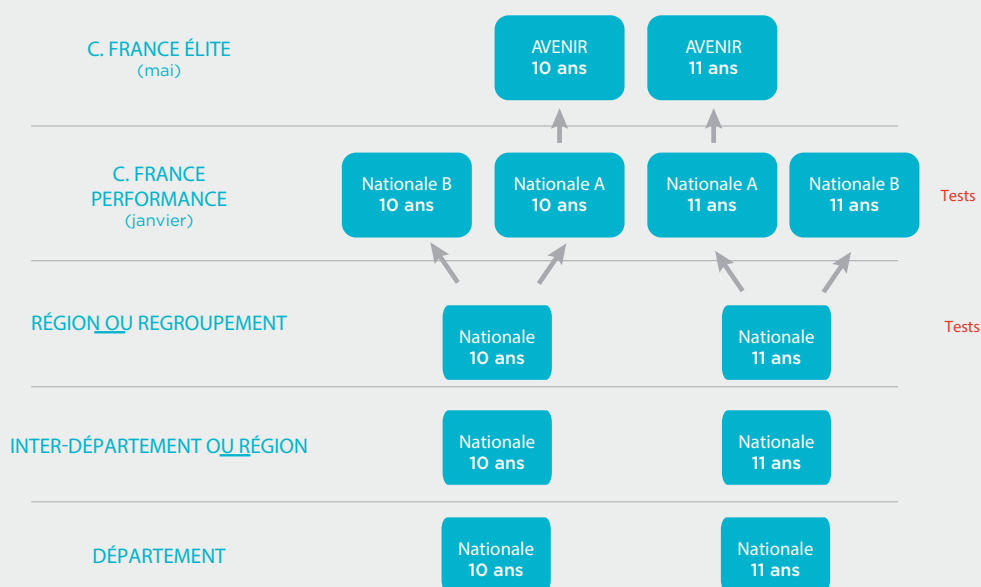 C. FRANCE ÉLITE
(mai)
AVENIR
10 ans
AVENIR
11 ans
C. FRANCE
PERFORMANCE
(janvier)
Nationale B
10 ans
Nationale A
10 ans
Nationale A
11 ans
Nationale B
11 ans
Tests
RÉGION OU REGROUPEMENT
Nationale
10 ans
Nationale
11 ans
Tests
INTER-DÉPARTEMENT OU RÉGION
Nationale
10 ans
Nationale
11 ans
DÉPARTEMENT
Nationale
10 ans
Nationale
11 ans